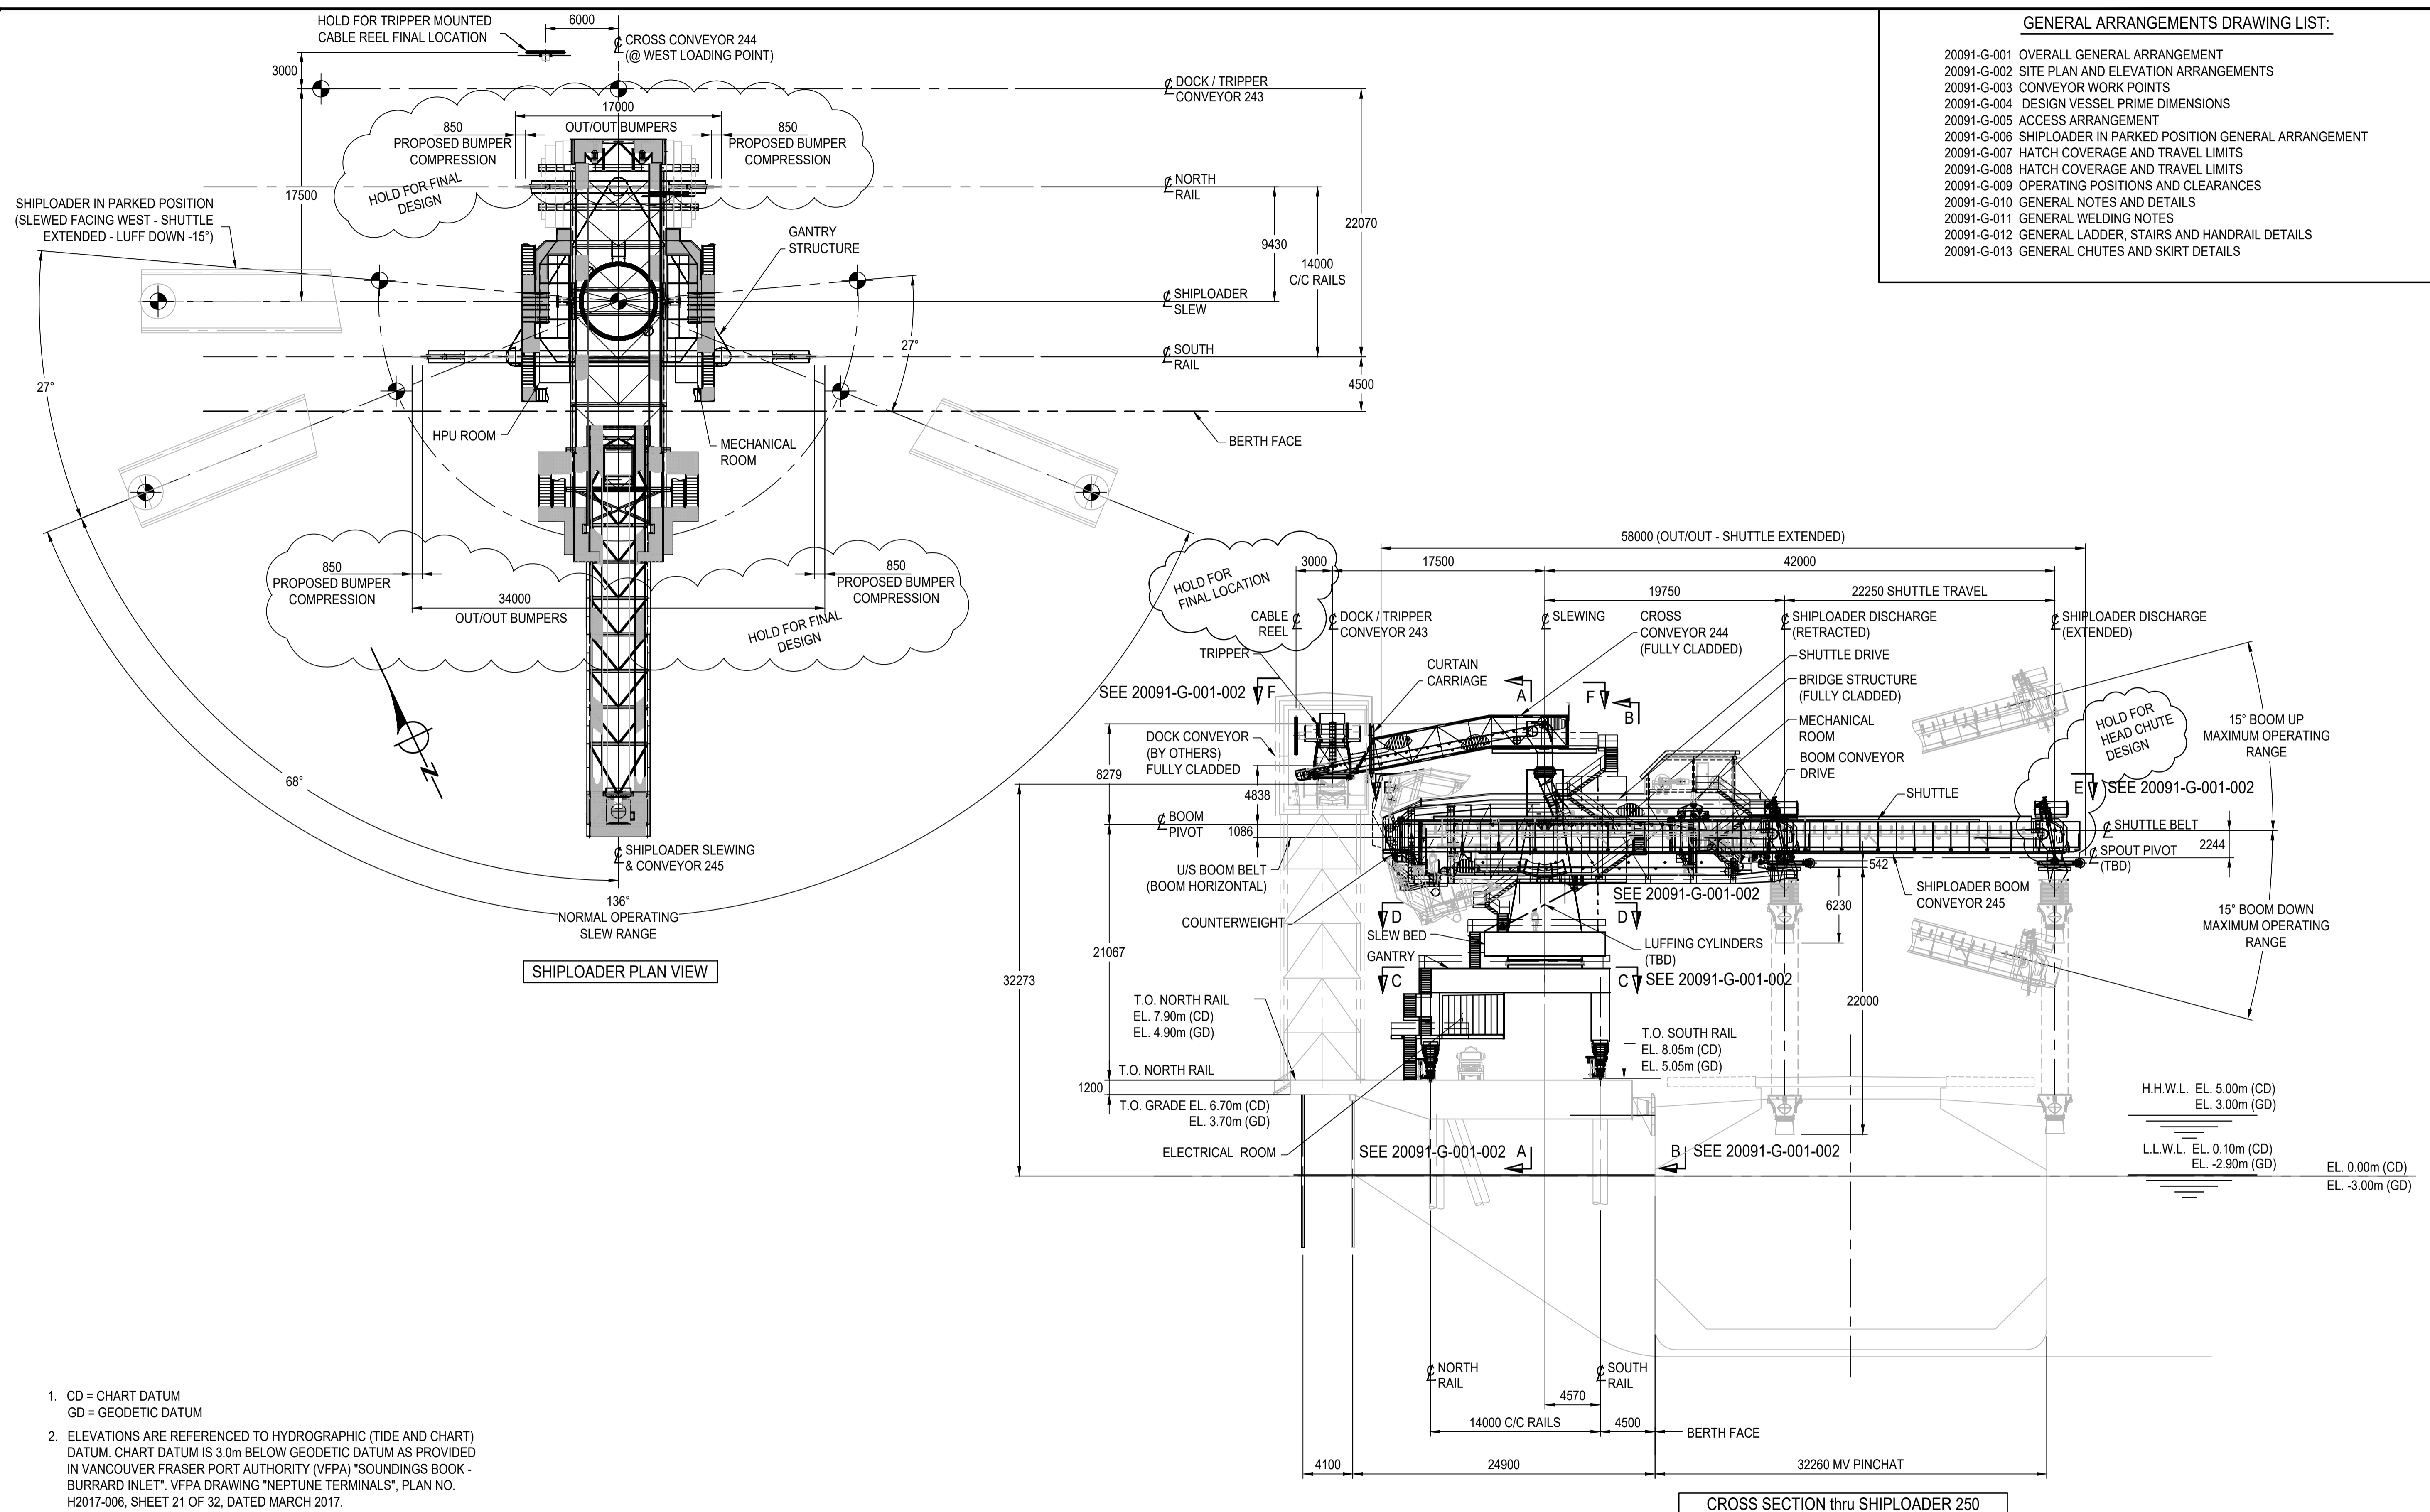 GENERAL ARRANGEMENTS DRAWING LIST:
20091-G-001 OVERALL GENERAL ARRANGEMENT
20091-G-002 SITE PLAN AND ELEVATION ARRANGEMENTS
20091-G-003 CONVEYOR WORK POINTS
20091-G-004 DESIGN VESSEL PRIME DIMENSIONS
20091-G-005 ACCESS ARRANGEMENT
20091-G-006 SHIPLOADER IN PARKED POSITION GENERAL ARRANGEMENT
20091-G-007 HATCH COVERAGE AND TRAVEL LIMITS
20091-G-008 HATCH COVERAGE AND TRAVEL LIMITS
20091-G-009 OPERATING POSITIONS AND CLEARANCES
20091-G-010 GENERAL NOTES AND DETAILS
20091-G-011 GENERAL WELDING NOTES
20091-G-012 GENERAL LADDER, STAIRS AND HANDRAIL DETAILS
20091-G-013 GENERAL CHUTES AND SKIRT DETAILS
HOLD FOR TRIPPER MOUNTED
CABLE REEL FINAL LOCATION
6000
℄ CROSS CONVEYOR 244
(@ WEST LOADING POINT)
3000
℄ DOCK / TRIPPER
CONVEYOR 243
17000
OUT/OUT BUMPERS
850
PROPOSED BUMPER
COMPRESSION
850
PROPOSED BUMPER
COMPRESSION
HOLD FOR FINAL
DESIGN
17500
℄ NORTH
RAIL
SHIPLOADER IN PARKED POSITION
(SLEWED FACING WEST - SHUTTLE
EXTENDED - LUFF DOWN -15°)
GANTRY
STRUCTURE
22070
9430
14000
C/C RAILS
℄ SHIPLOADER
SLEW
27°
℄ SOUTH
RAIL
27°
4500
HPU ROOM
MECHANICAL
ROOM
BERTH FACE
850
PROPOSED BUMPER
COMPRESSION
850
PROPOSED BUMPER
COMPRESSION
34000
OUT/OUT BUMPERS
HOLD FOR FINAL
DESIGN
N
68°
℄ SHIPLOADER SLEWING
& CONVEYOR 245
136°
NORMAL OPERATING
SLEW RANGE
SHIPLOADER PLAN VIEW
58000 (OUT/OUT - SHUTTLE EXTENDED)
3000
17500
42000
HOLD FOR
FINAL LOCATION
19750
22250 SHUTTLE TRAVEL
CABLE ℄
REEL
℄ DOCK / TRIPPER
CONVEYOR 243
℄ SLEWING
CROSS
CONVEYOR 244
(FULLY CLADDED)
℄ SHIPLOADER DISCHARGE
(RETRACTED)
℄ SHIPLOADER DISCHARGE
(EXTENDED)
TRIPPER
CURTAIN
CARRIAGE
SHUTTLE DRIVE
BRIDGE STRUCTURE
(FULLY CLADDED)
MECHANICAL
ROOM
BOOM CONVEYOR
DRIVE
SEE 20091-G-001-002 F
A
F
B
HOLD FOR
HEAD CHUTE
DESIGN
15° BOOM UP
MAXIMUM OPERATING
RANGE
DOCK CONVEYOR
(BY OTHERS)
FULLY CLADDED
8279
4838
E
E SEE 20091-G-001-002
SHUTTLE
℄ BOOM
PIVOT
1086
℄ SHUTTLE BELT
2244
℄ SPOUT PIVOT
(TBD)
542
U/S BOOM BELT
(BOOM HORIZONTAL)
SHIPLOADER BOOM
CONVEYOR 245
SEE 20091-G-001-002
6230
COUNTERWEIGHT
D
D
SLEW BED
LUFFING CYLINDERS
(TBD)
GANTRY
C
C SEE 20091-G-001-002
15° BOOM DOWN
MAXIMUM OPERATING
RANGE
21067
32273
22000
T.O. NORTH RAIL
EL. 7.90m (CD)
EL. 4.90m (GD)
T.O. SOUTH RAIL
EL. 8.05m (CD)
EL. 5.05m (GD)
T.O. NORTH RAIL
1200
T.O. GRADE EL. 6.70m (CD)
EL. 3.70m (GD)
H.H.W.L. EL. 5.00m (CD)
EL. 3.00m (GD)
ELECTRICAL ROOM
SEE 20091-G-001-002 A
B SEE 20091-G-001-002
L.L.W.L. EL. 0.10m (CD)
EL. -2.90m (GD)
EL. 0.00m (CD)
EL. -3.00m (GD)
℄ NORTH
RAIL
℄ SOUTH
RAIL
4570
14000 C/C RAILS
4500
BERTH FACE
4100
24900
32260 MV PINCHAT
CROSS SECTION thru SHIPLOADER 250
1. CD = CHART DATUM
GD = GEODETIC DATUM
2. ELEVATIONS ARE REFERENCED TO HYDROGRAPHIC (TIDE AND CHART)
DATUM. CHART DATUM IS 3.0m BELOW GEODETIC DATUM AS PROVIDED
IN VANCOUVER FRASER PORT AUTHORITY (VFPA) "SOUNDINGS BOOK -
BURRARD INLET". VFPA DRAWING "NEPTUNE TERMINALS", PLAN NO.
H2017-006, SHEET 21 OF 32, DATED MARCH 2017.